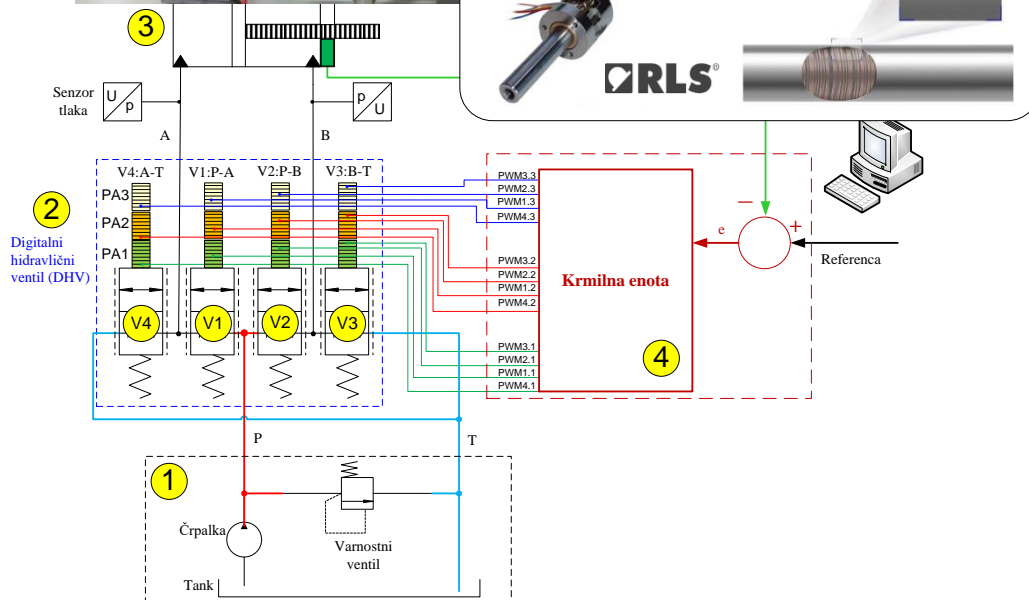 3
RLS®
Senzor
tlaka
U
p
p
U
A
B
V4:A-T
V1:P-A
V2:P-B
V3:B-T
PA3
PA2
PA1
2
Digitalni
hidravlični
ventil (DHV)
V4
V1
V2
V3
PWM3.3
PWM2.3
PWM1.3
PWM4.3
PWM3.2
PWM2.2
PWM1.2
PWM4.2
PWM3.1
PWM2.1
PWM1.1
PWM4.1
Krmilna enota
4
e
−
+
Referenca
P
T
1
Črpalka
Varnostni
ventil
Tank